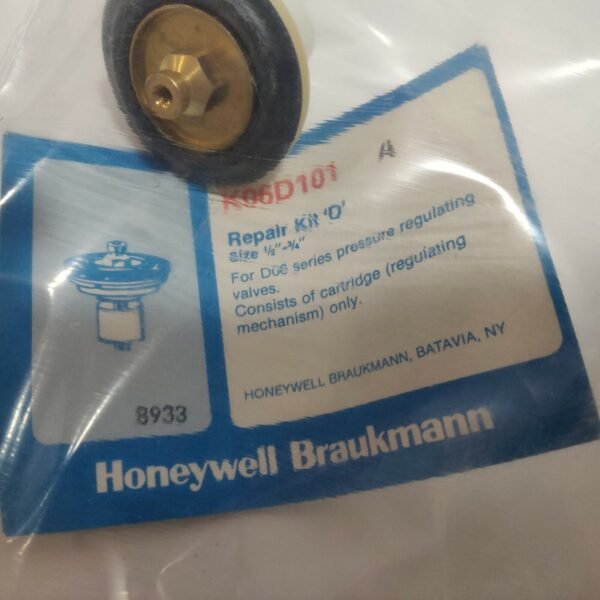 K06D101 A
Repair Kit 'D'
Size ½"-¾"
For D06 series pressure regulating
valves.
Consists of cartridge (regulating
mechanism) only.
HONEYWELL BRAUKMANN, BATAVIA, NY
8933
Honeywell Braukmann